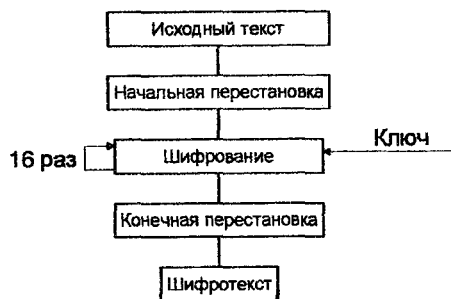 Исходный текст
Начальная перестановка
Ключ
16 раз
Шифрование
Конечная перестановка
Шифротекст